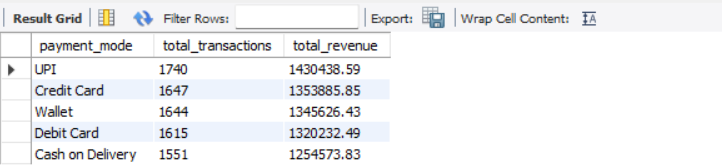 Result Grid Filter Rows: Export: Wrap Cell Content:
payment_mode total_transactions total_revenue
UPI 1740 1430438.59
Credit Card 1647 1353885.85
Wallet 1644 1345626.43
Debit Card 1615 1320232.49
Cash on Delivery 1551 1254573.83